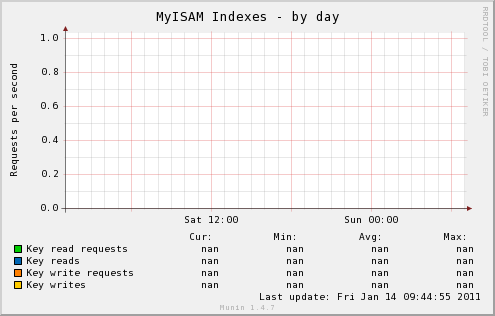 MyISAM Indexes - by day
RRDTOOL / TOBI OETIKER
Requests per second
1.0
0.8
0.6
0.4
0.2
0.0
Sat 12:00 Sun 00:00
Cur: Min: Avg: Max:
Key read requests nan nan nan nan
Key reads nan nan nan nan
Key write requests nan nan nan nan
Key writes nan nan nan nan
Last update: Fri Jan 14 09:44:55 2011
Munin 1.4.7